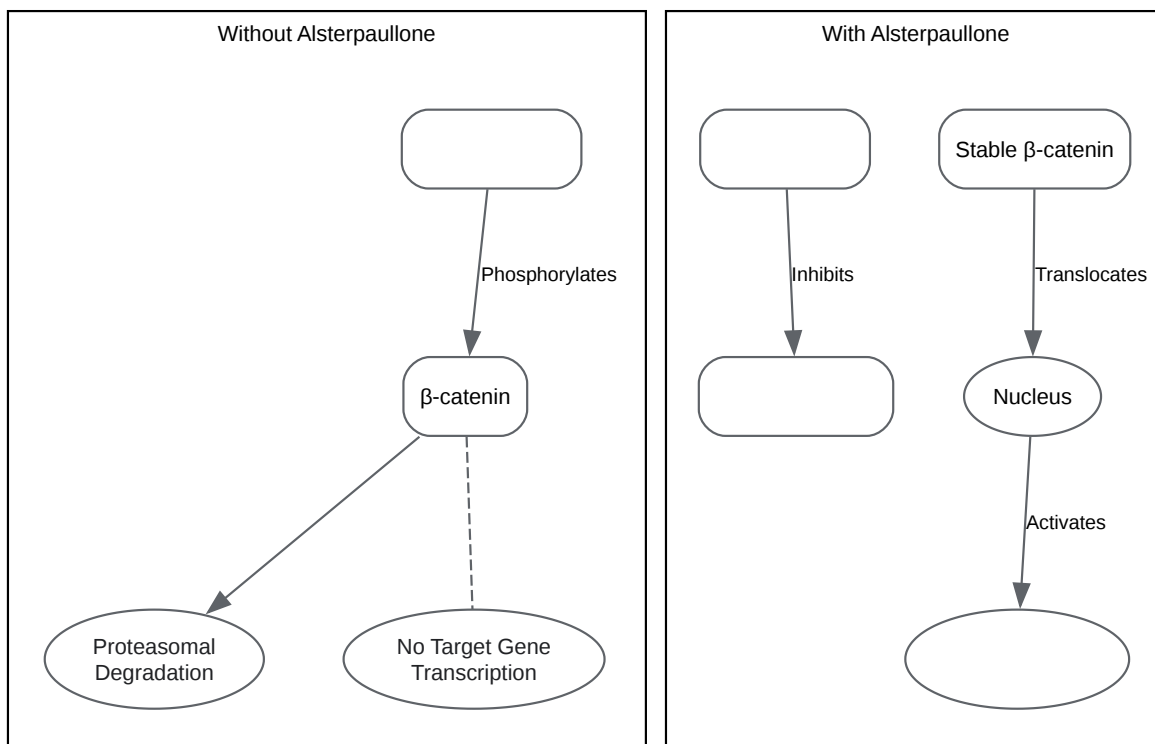 Without Alsterpaullone
Phosphorylates
β-catenin
Proteasomal
Degradation
No Target Gene
Transcription
With Alsterpaullone
Stable β-catenin
Inhibits
Translocates
Nucleus
Activates